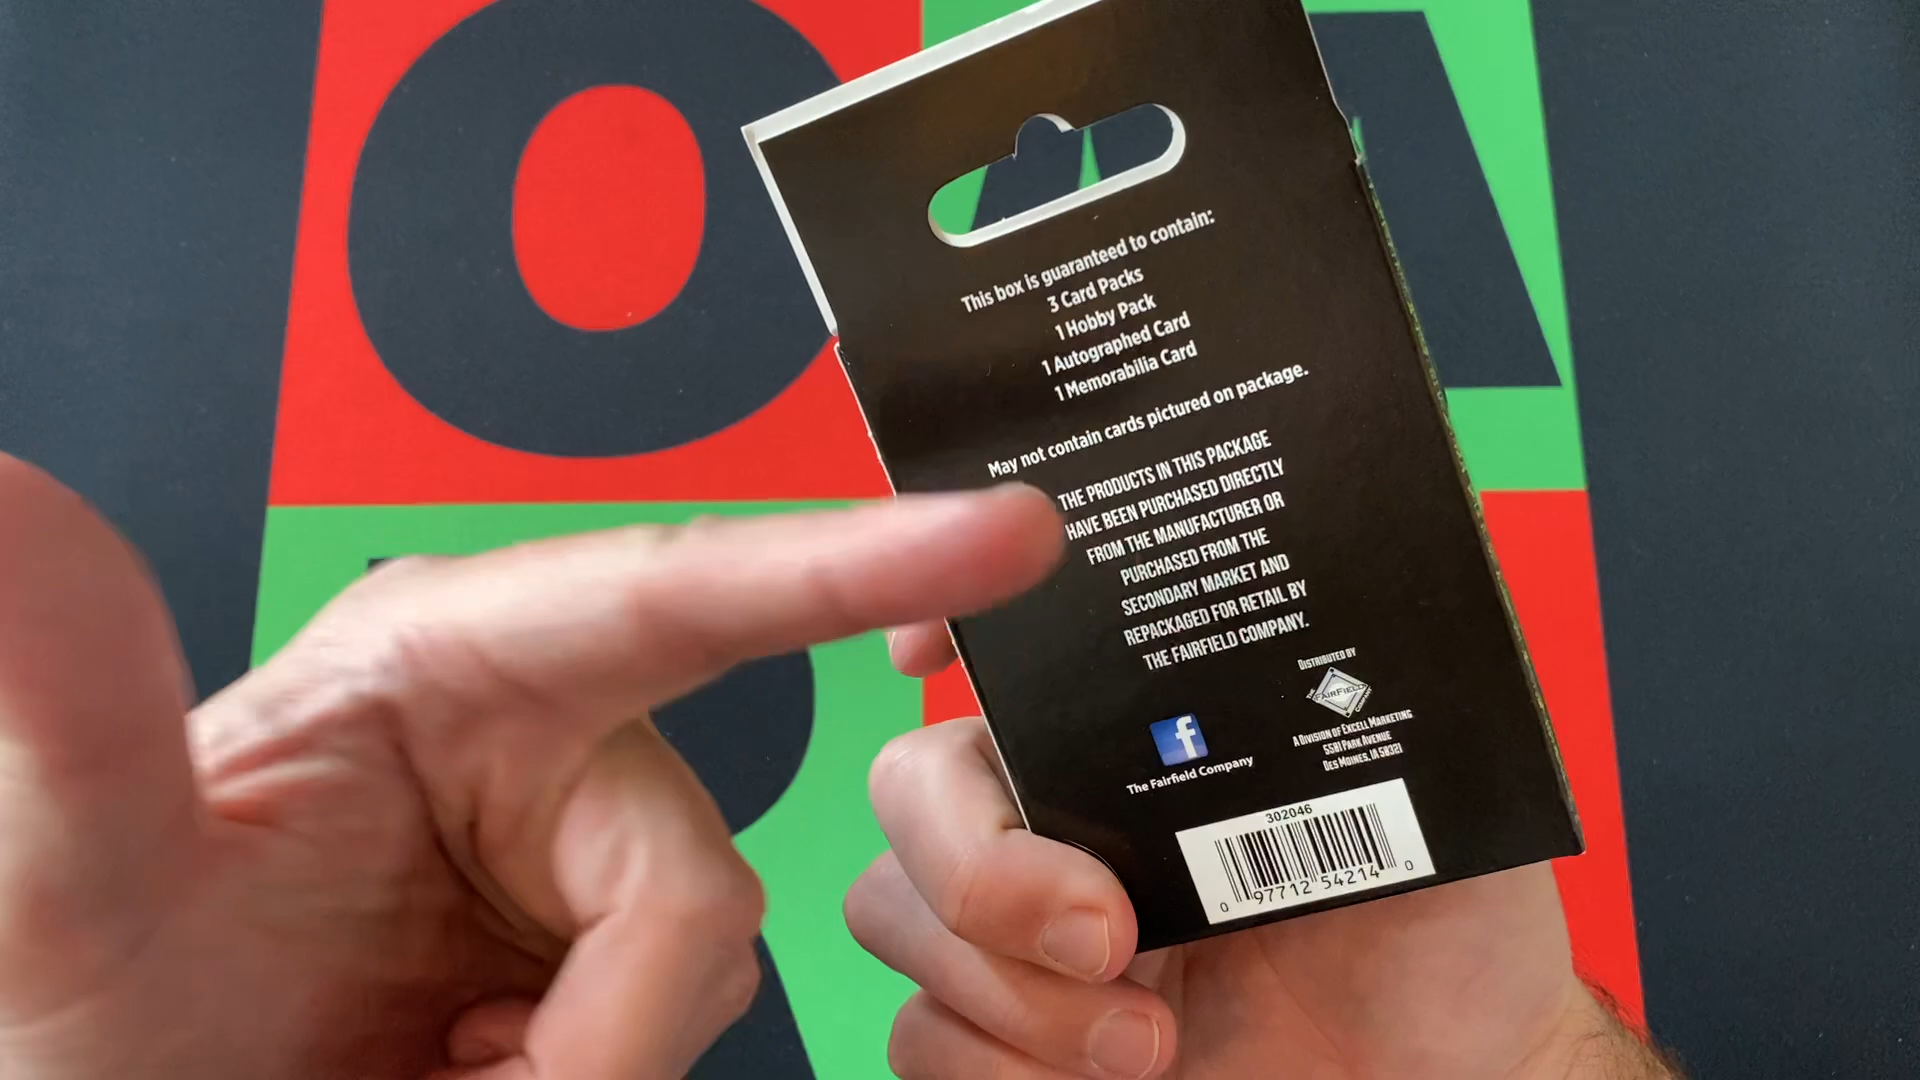 This box is guaranteed to contain:
3 Card Packs
1 Hobby Pack
1 Autographed Card
1 Memorabilia Card
May not contain cards pictured on package.
THE PRODUCTS IN THIS PACKAGE
HAVE BEEN PURCHASED DIRECTLY
FROM THE MANUFACTURER OR
PURCHASED FROM THE
SECONDARY MARKET AND
REPACKAGED FOR RETAIL BY
THE FAIRFIELD COMPANY.
DISTRIBUTED BY
THE FAIRFIELD COMPANY
A DIVISION OF EXCELL MARKETING
5501 PARK AVENUE
DES MOINES, IA 50321
f
The Fairfield Company
302046
0 97712 54214 0